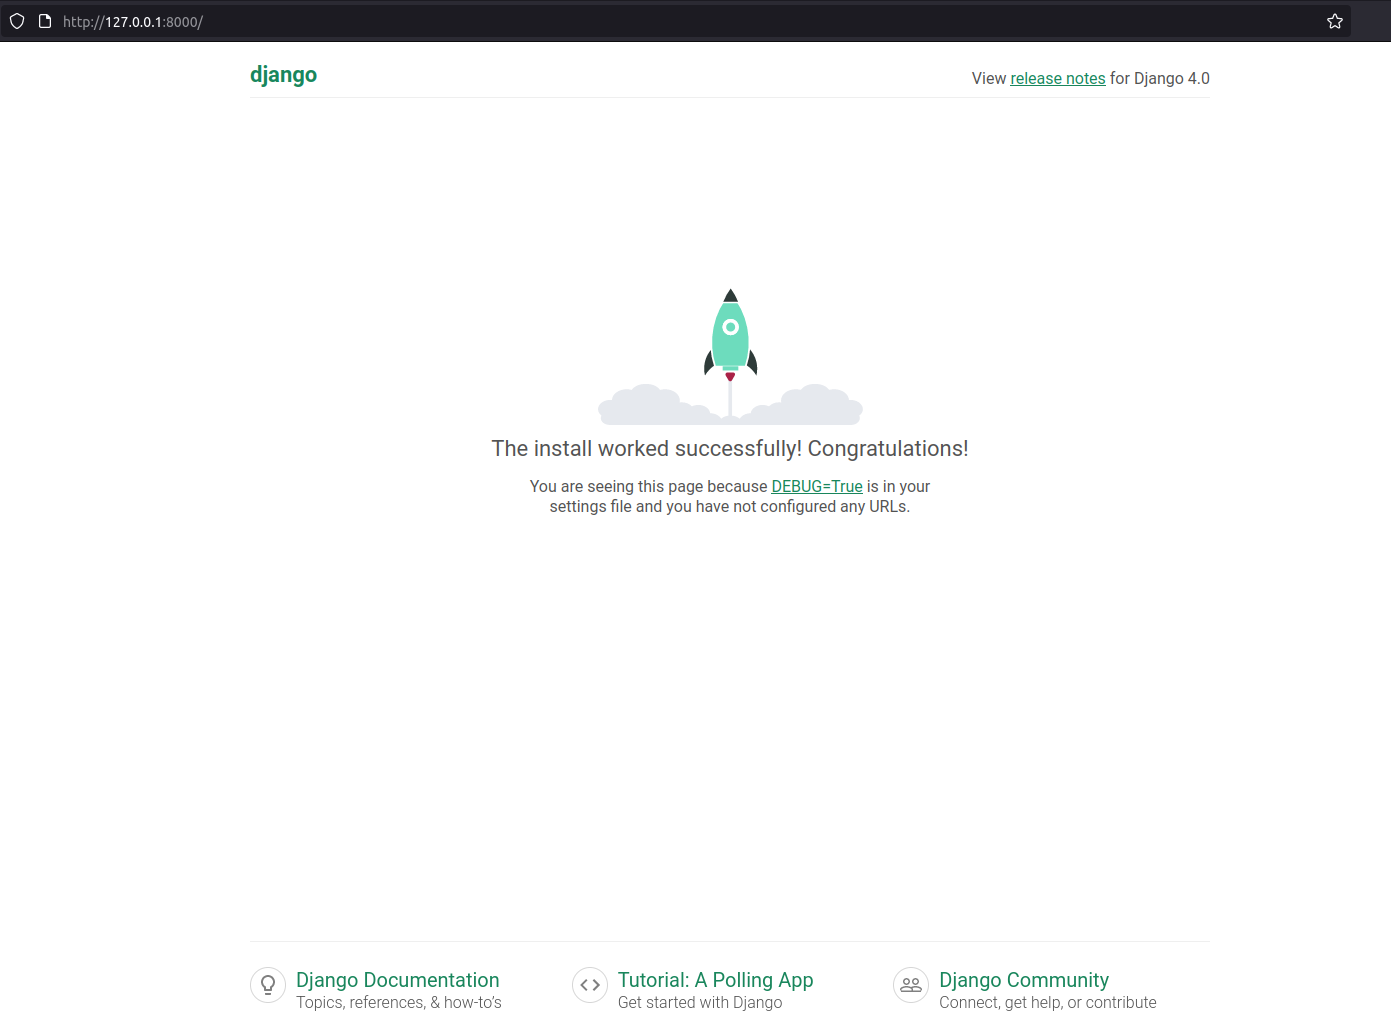 http://127.0.0.1:8000/
django
View release notes for Django 4.0
The install worked successfully! Congratulations!
You are seeing this page because DEBUG=True is in your
settings file and you have not configured any URLs.
Django Documentation
Topics, references, & how-to’s
Tutorial: A Polling App
Get started with Django
Django Community
Connect, get help, or contribute